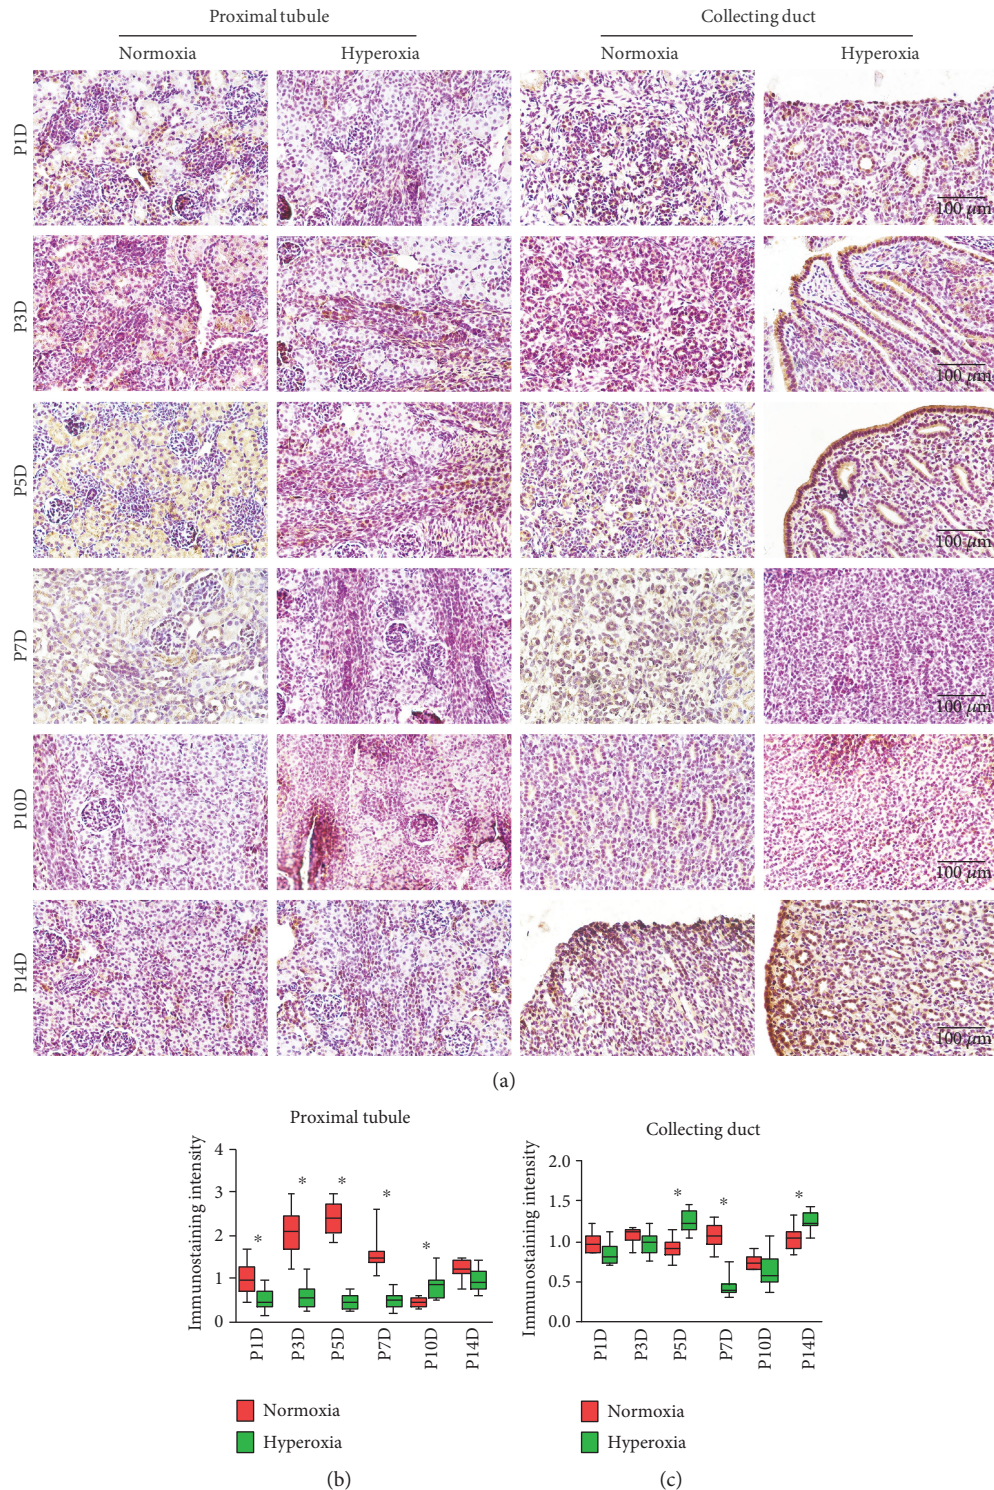 Proximal tubule
Collecting duct
Normoxia
Hyperoxia
Normoxia
Hyperoxia
P1D
100 μm
P3D
100 μm
P5D
100 μm
P7D
100 μm
P10D
100 μm
P14D
100 μm
(a)
Proximal tubule
Immunostaining intensity
4
3
2
1
0
*
*
*
*
*
P1D
P3D
P5D
P7D
P10D
P14D
Normoxia
Hyperoxia
(b)
Collecting duct
Immunostaining intensity
2.0
1.5
1.0
0.5
0.0
*
*
*
P1D
P3D
P5D
P7D
P10D
P14D
Normoxia
Hyperoxia
(c)